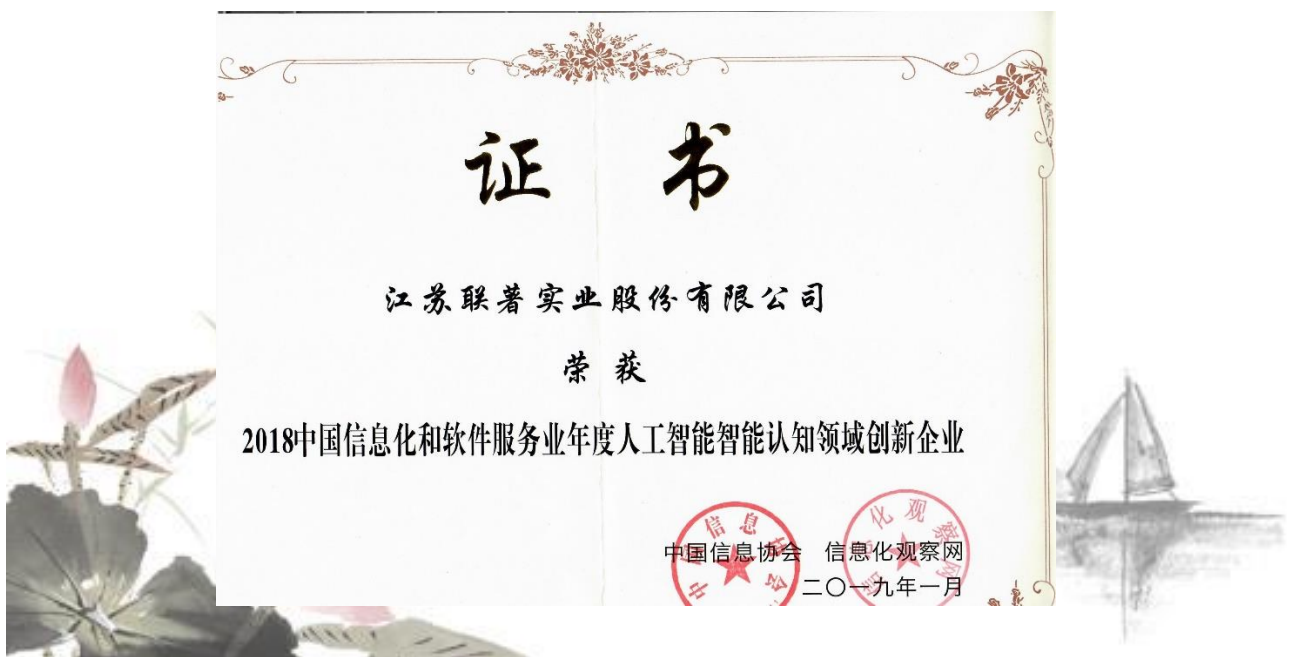 证 书
江苏联著实业股份有限公司
荣 获
2018中国信息化和软件服务业年度人工智能智能认知领域创新企业
中国信息协会 信息化观察网
二〇一九年一月